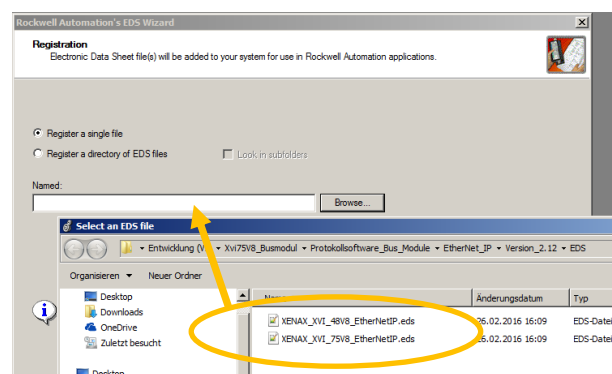 Rockwell Automation's EDS Wizard
Registration
Electronic Data Sheet file(s) will be added to your system for use in Rockwell Automation applications.
Register a single file
Register a directory of EDS files
Look in subfolders
Named:
Browse...
Select an EDS file
Entwicklung (V • Xvi75V8_Busmodul • Protokollsoftware_Bus_Module • EtherNet_IP • Version_2.12 • EDS
Organisieren Neuer Ordner
Desktop
Name
Änderungsdatum
Typ
Downloads
OneDrive
Zuletzt besucht
XENAX_XVI_48V8_EtherNetIP.eds
26.02.2016 16:09
EDS-Datei
XENAX_XVI_75V8_EtherNetIP.eds
26.02.2016 16:09
EDS-Datei
Desktop